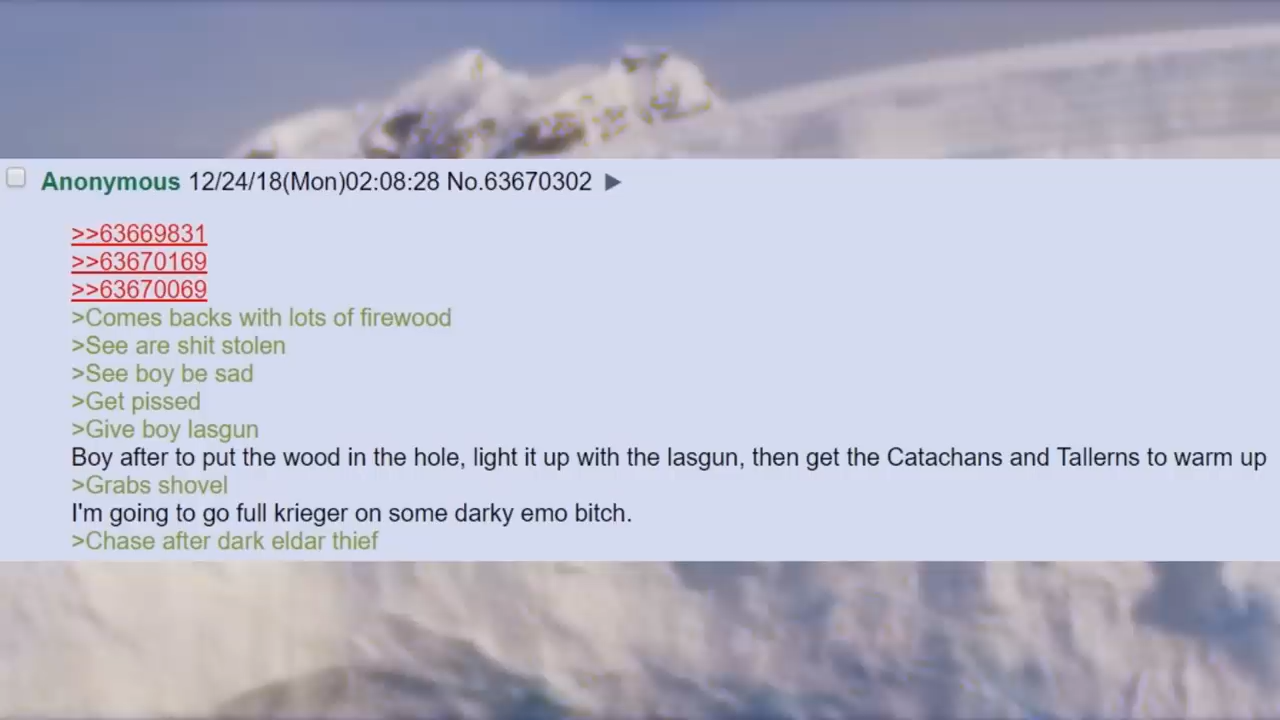 Anonymous 12/24/18(Mon)02:08:28 No.63670302 ▶
>>63669831
>>63670169
>>63670069
>Comes backs with lots of firewood
>See are shit stolen
>See boy be sad
>Get pissed
>Give boy lasgun
Boy after to put the wood in the hole, light it up with the lasgun, then get the Catachans and Tallerns to warm up
>Grabs shovel
I'm going to go full krieger on some darky emo bitch.
>Chase after dark eldar thief